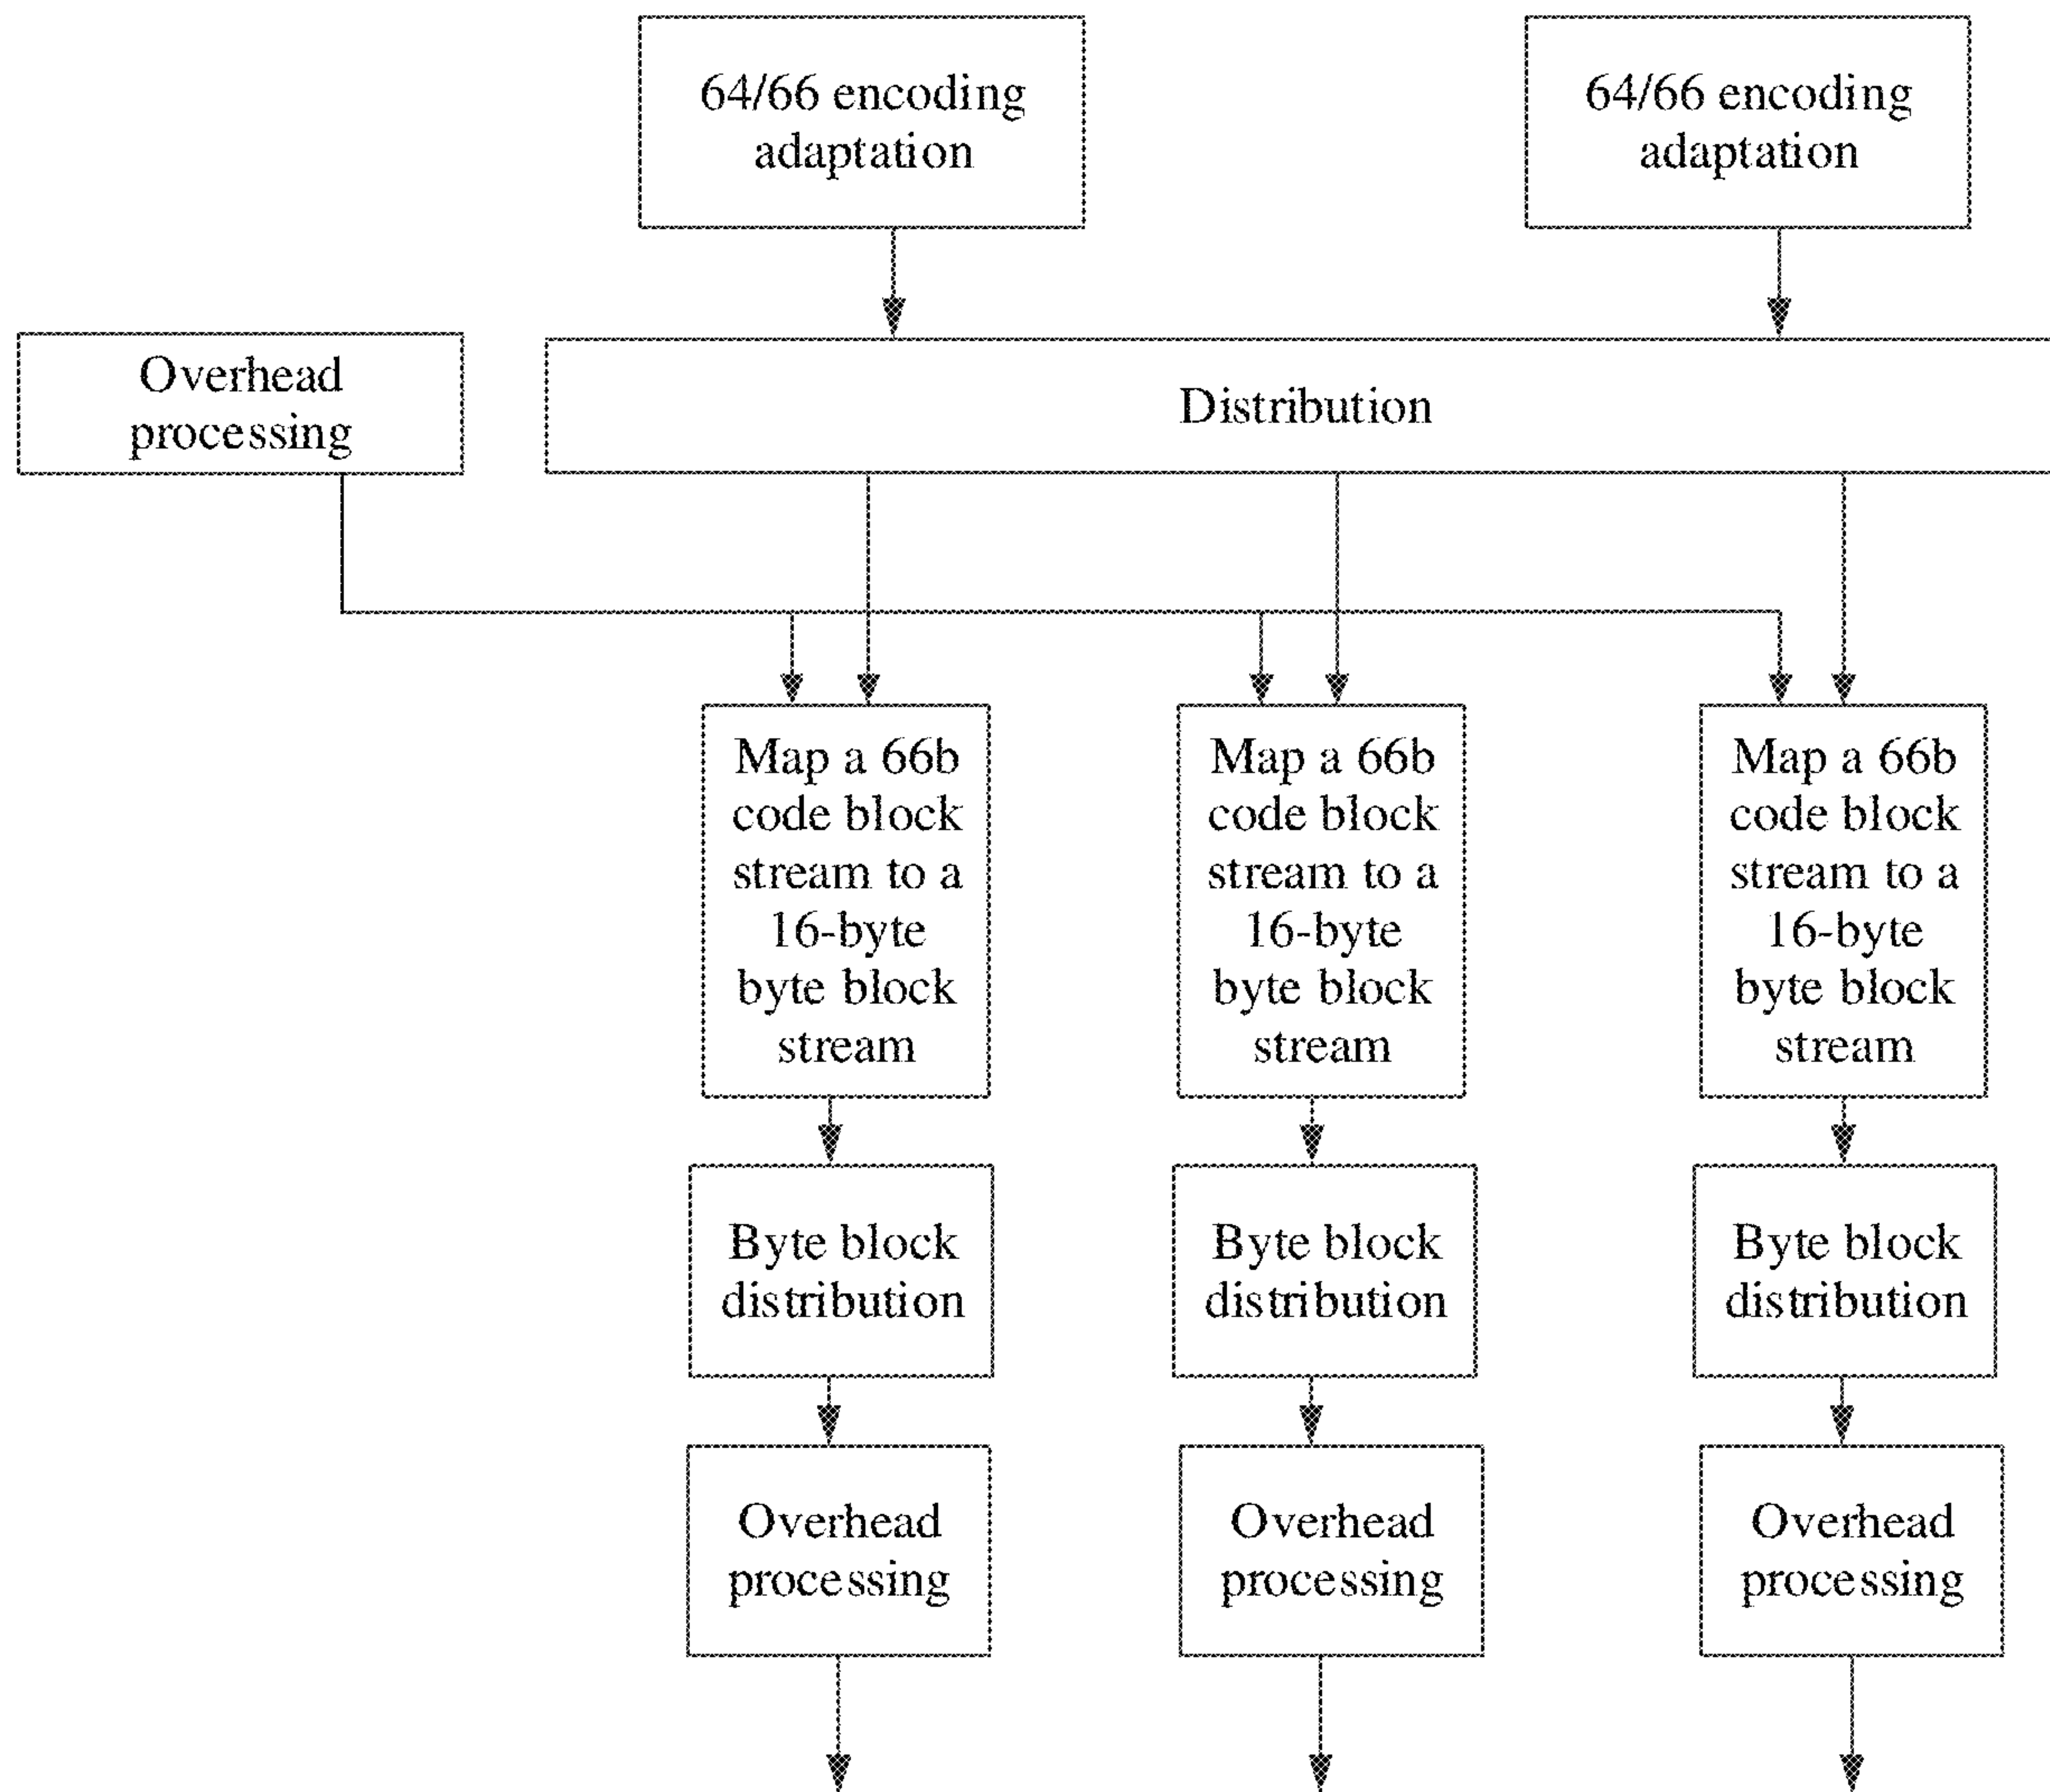 64/66 encoding
adaptation
64/66 encoding
adaptation
Overhead
processing
Distribution
Map a 66b
code block
stream to a
16-byte
byte block
stream
Map a 66b
code block
stream to a
16-byte
byte block
stream
Map a 66b
code block
stream to a
16-byte
byte block
stream
Byte block
distribution
Byte block
distribution
Byte block
distribution
Overhead
processing
Overhead
processing
Overhead
processing